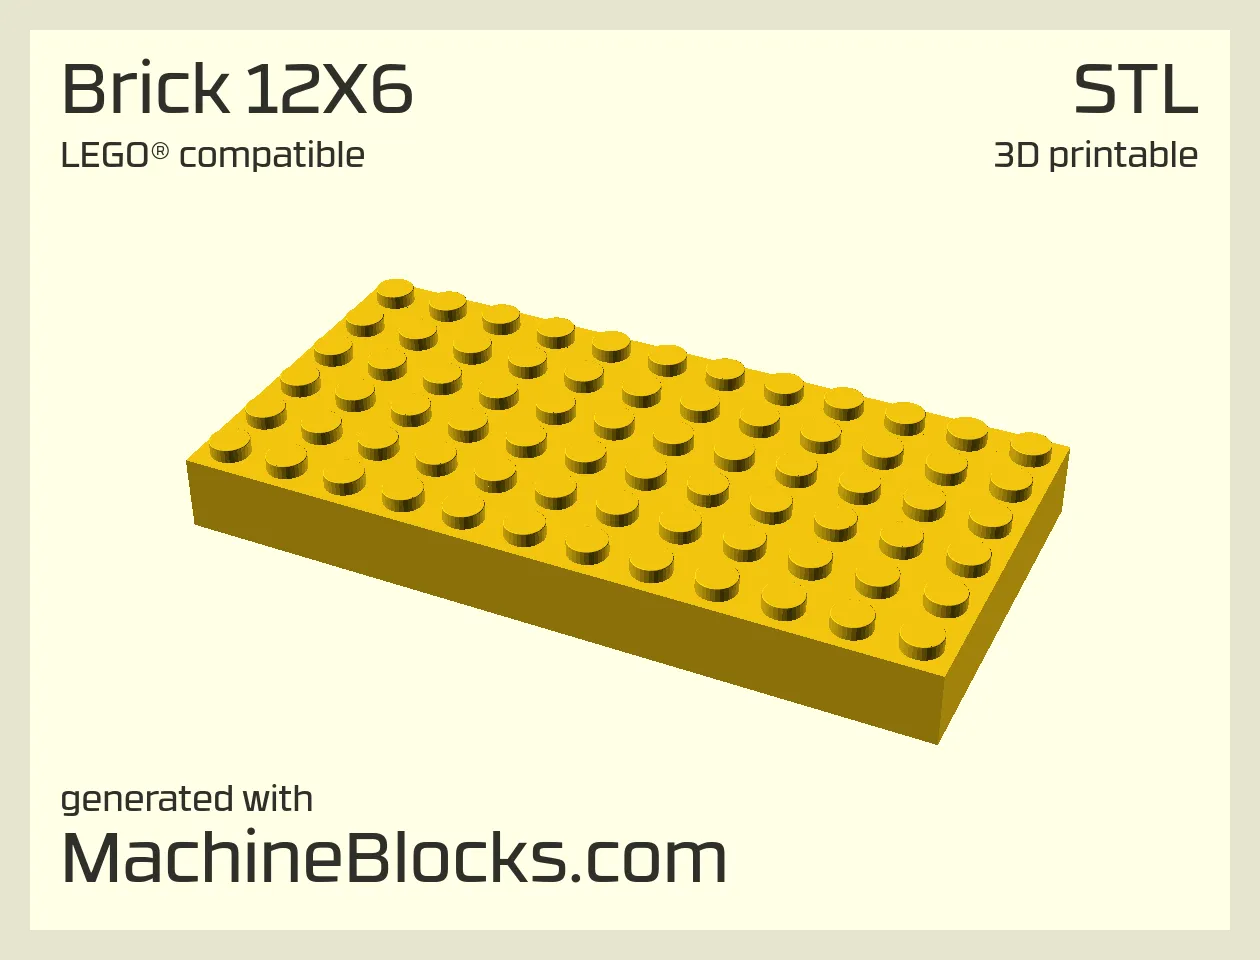 Brick 12X6
LEGO® compatible
STL
3D printable
generated with
MachineBlocks.com